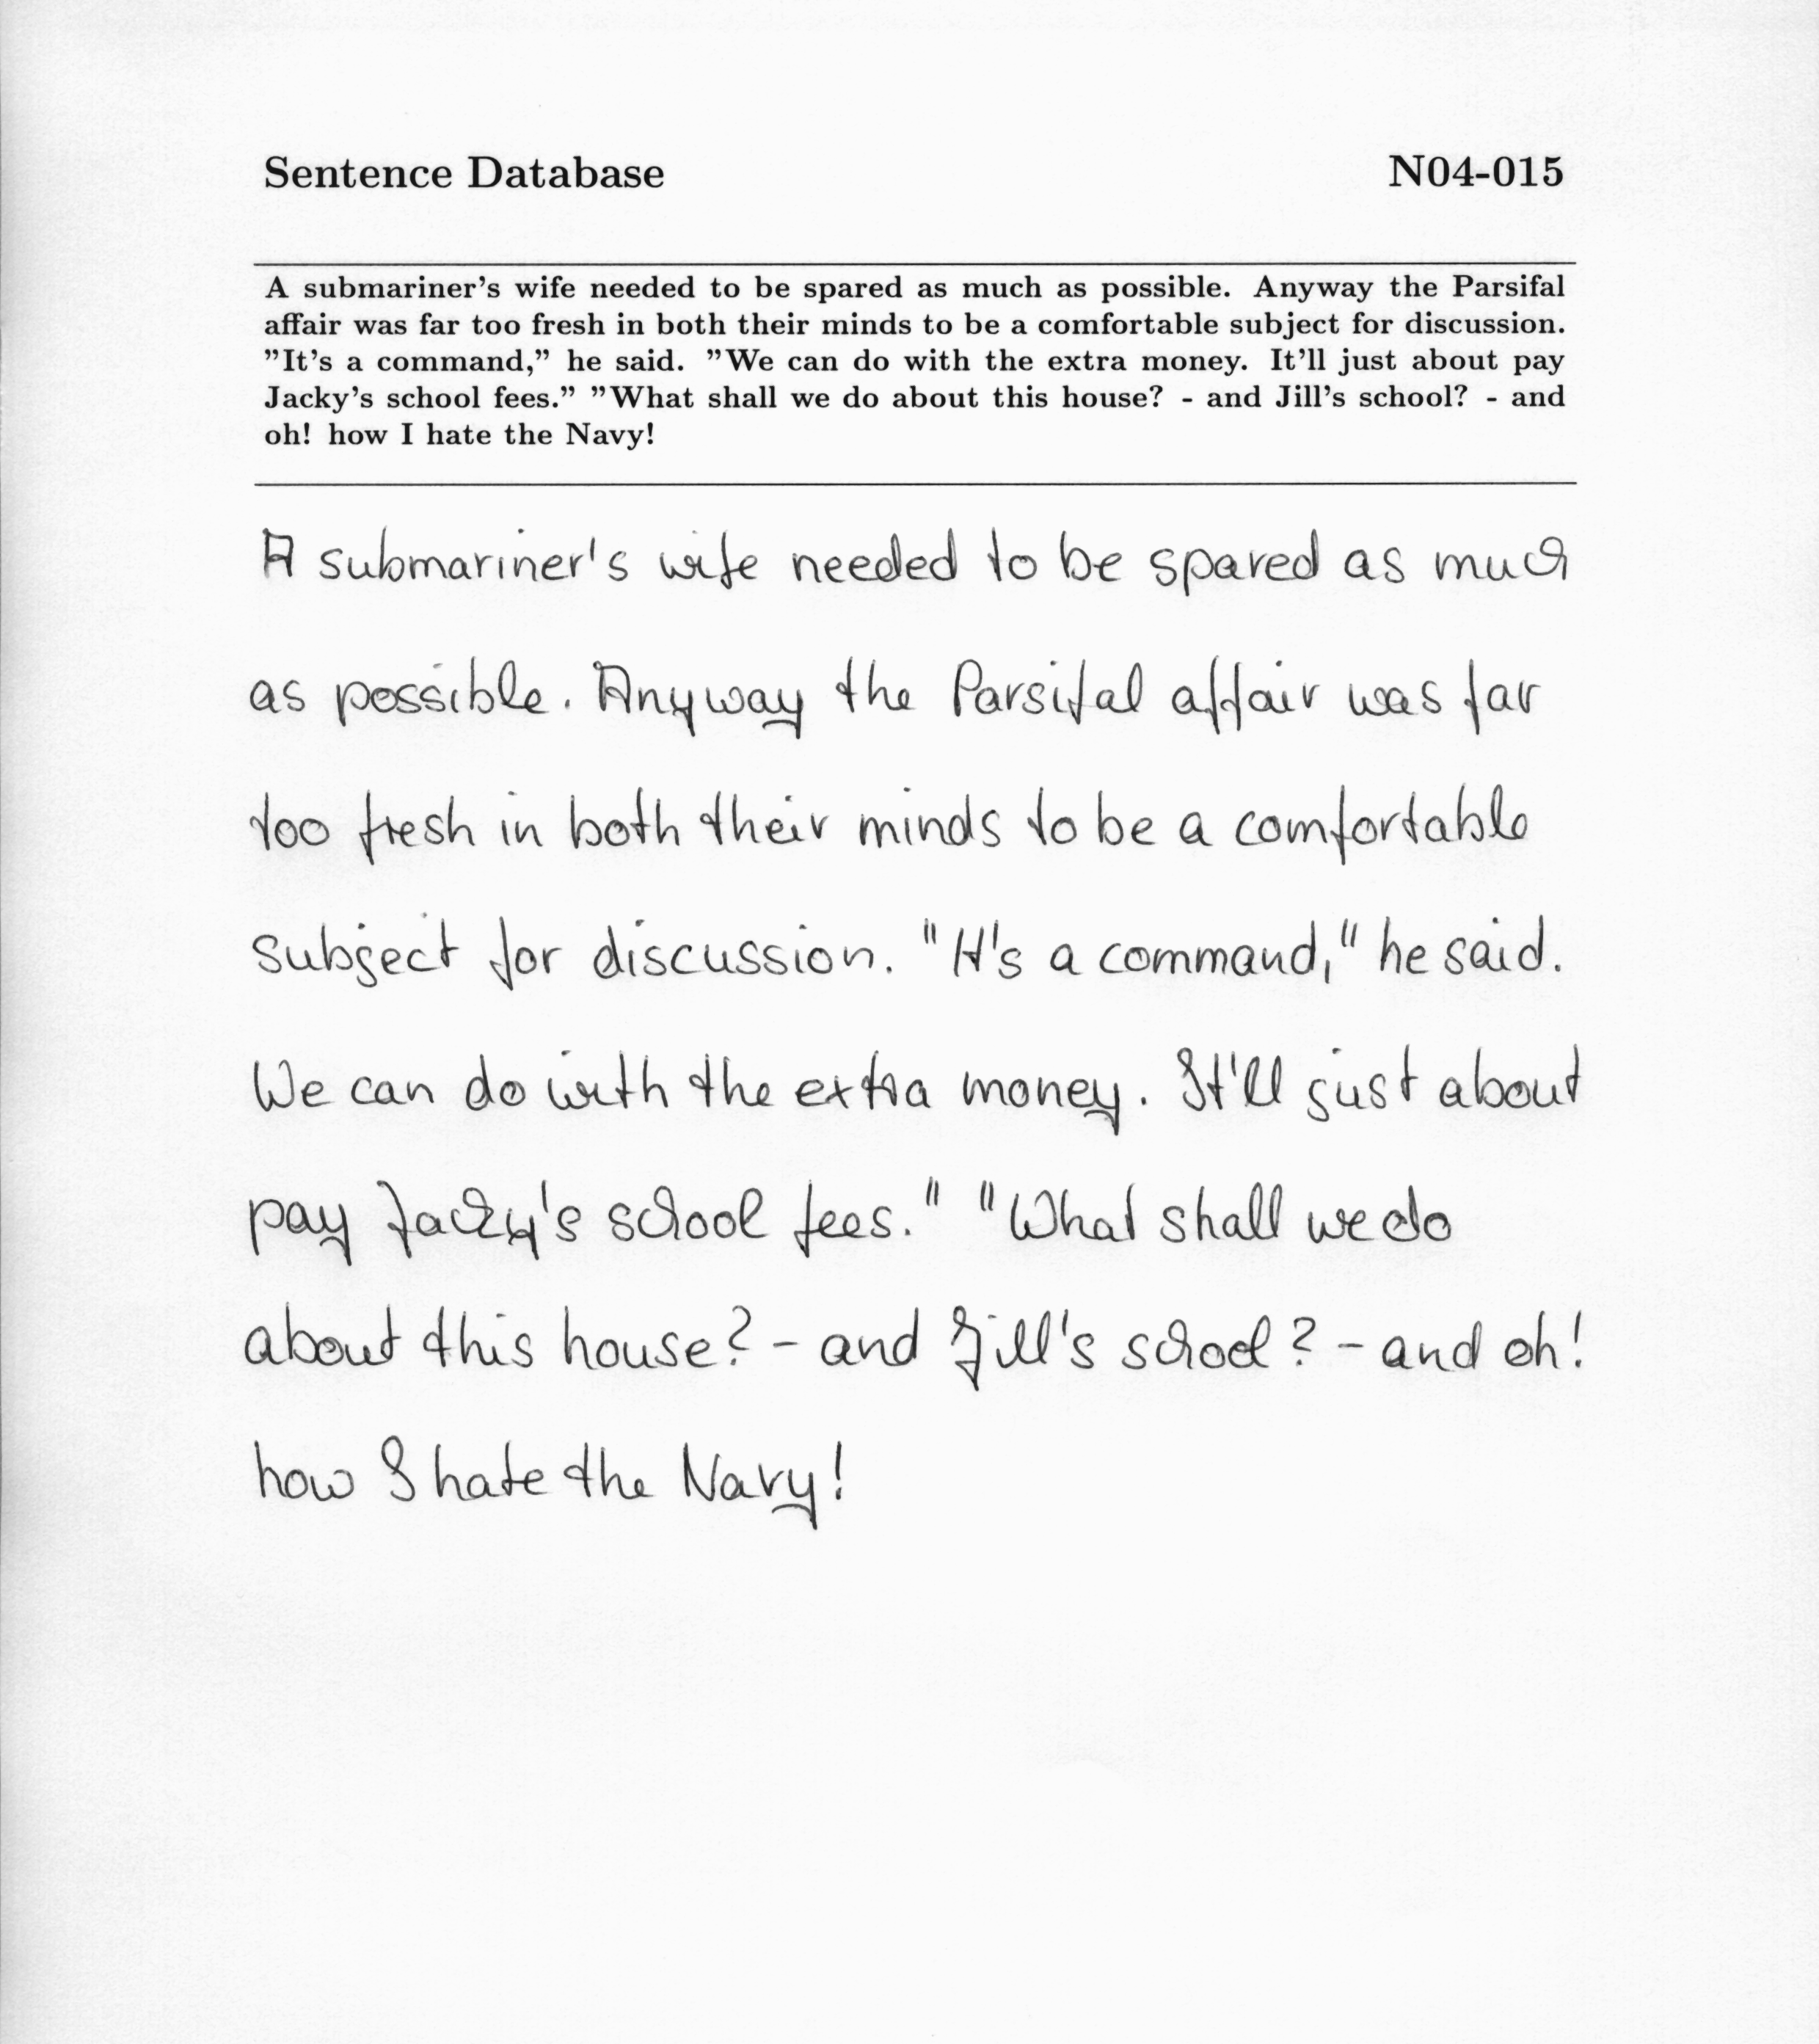 Sentence Database N04-015
A submariner's wife needed to be spared as much as possible. Anyway the Parsifal
affair was far too fresh in both their minds to be a comfortable subject for discussion.
”It’s a command,” he said. ”We can do with the extra money. It’ll just about pay
Jacky’s school fees.” ”What shall we do about this house? - and Jill’s school? - and
oh! how I hate the Navy!
A submariner's wife needed to be spared as much
as possible. Anyway the Parsifal affair was far
too fresh in both their minds to be a comfortable
subject for discussion. "It's a command," he said.
We can do with the extra money. It'll just about
pay Jacky's school fees." "What shall we do
about this house? - and Jill's school? - and oh!
how I hate the Navy!